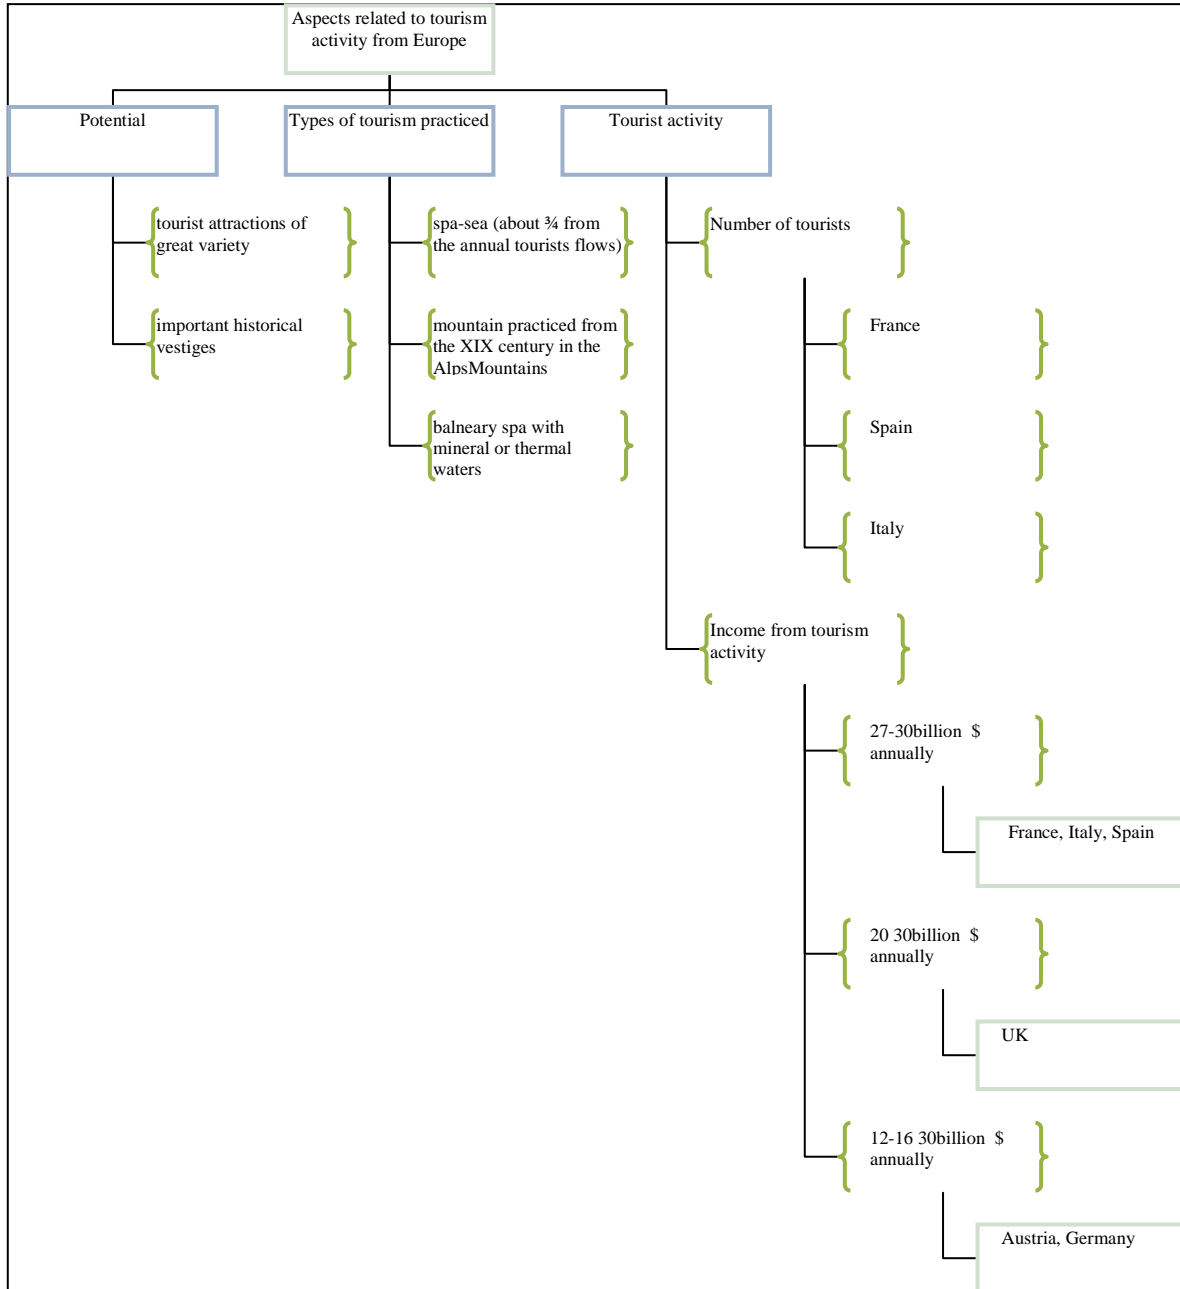 Aspects related to tourism
activity from Europe
Potential
Types of tourism practiced
Tourist activity
tourist attractions of
great variety
important historical
vestiges
spa-sea (about ¾ from
the annual tourists flows)
mountain practiced from
the XIX century in the
AlpsMountains
balneary spa with
mineral or thermal
waters
Number of tourists
France
Spain
Italy
Income from tourism
activity
27-30billion $
annually
France, Italy, Spain
20 30billion $
annually
UK
12-16 30billion $
annually
Austria, Germany